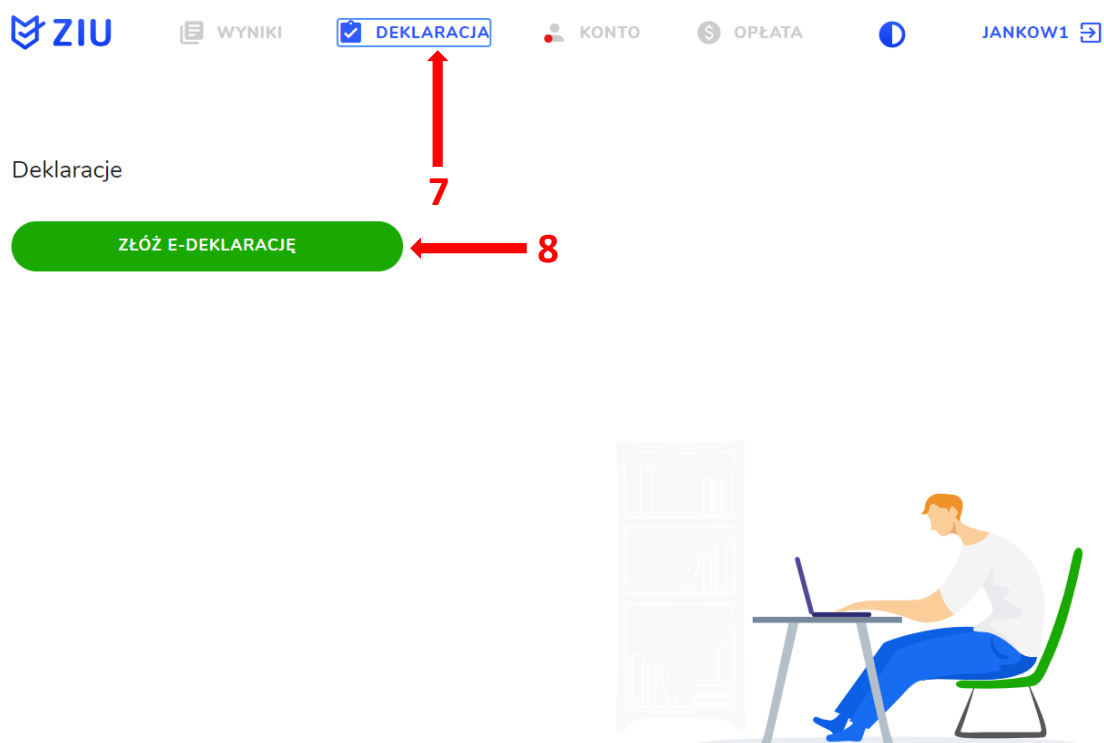 ZIU WYNIKI DEKLARACJA KONTO OPŁATA JANKOW1
Deklaracje
7
ZŁÓŻ E-DEKLARACJĘ 8